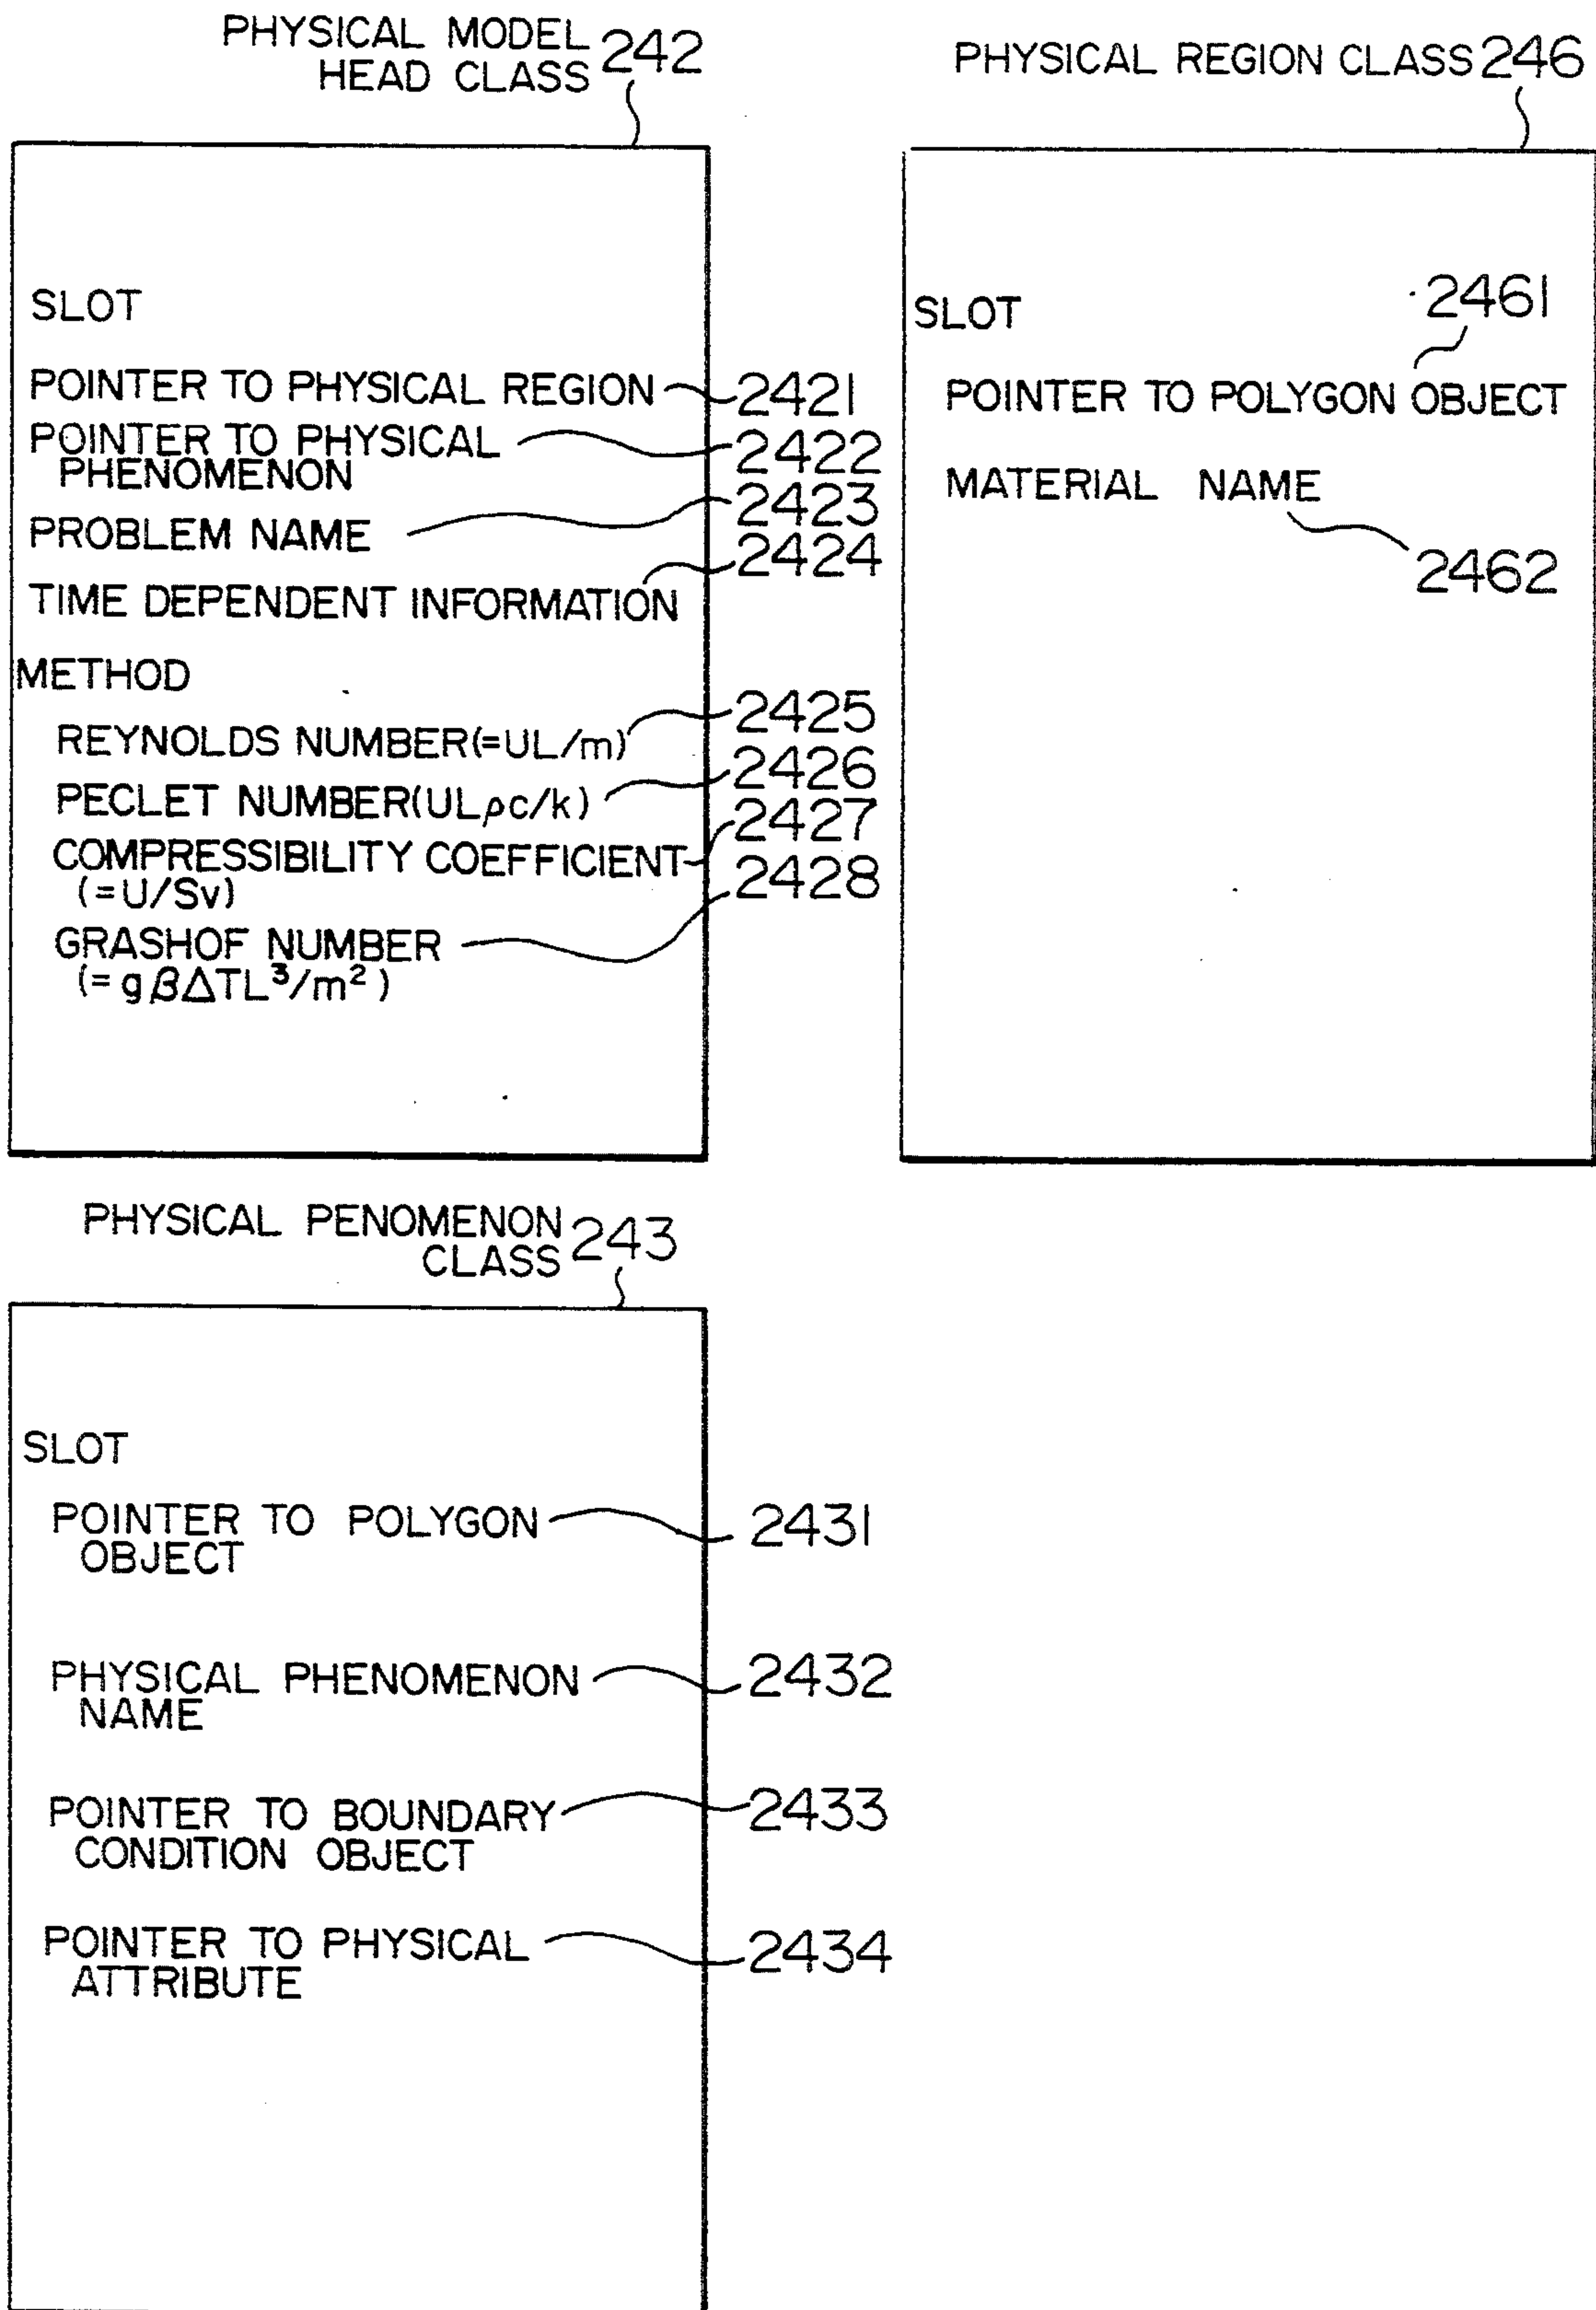 PHYSICAL MODEL
HEAD CLASS 242
SLOT
POINTER TO PHYSICAL REGION 2421
POINTER TO PHYSICAL 2422
PHENOMENON
PROBLEM NAME 2423
TIME DEPENDENT INFORMATION 2424
METHOD
REYNOLDS NUMBER(=UL/m) 2425
PECLET NUMBER(ULρc/k) 2426
COMPRESSIBILITY COEFFICIENT 2427
(=U/Sv)
GRASHOF NUMBER 2428
(=gβΔTL³/m²)
PHYSICAL REGION CLASS 246
SLOT
2461
POINTER TO POLYGON OBJECT
MATERIAL NAME
2462
PHYSICAL PENOMENON
CLASS 243
SLOT
POINTER TO POLYGON 2431
OBJECT
PHYSICAL PHENOMENON 2432
NAME
POINTER TO BOUNDARY 2433
CONDITION OBJECT
POINTER TO PHYSICAL 2434
ATTRIBUTE